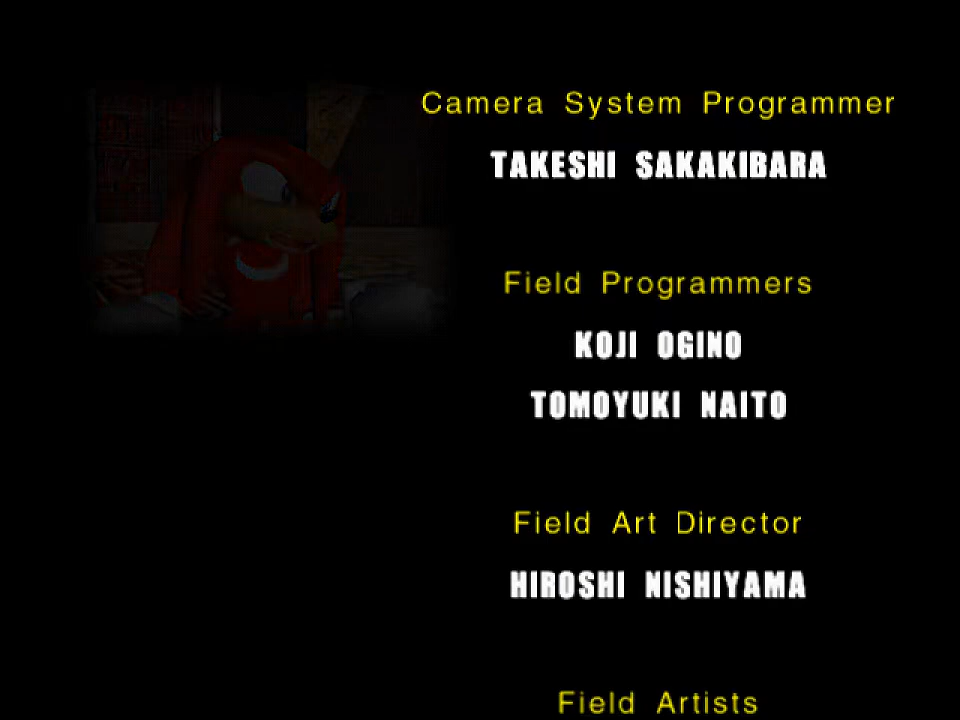 Camera System Programmer
TAKESHI SAKAKIBARA
Field Programmers
KOJI OGINO
TOMOYUKI NAITO
Field Art Director
HIROSHI NISHIYAMA
Field Artists